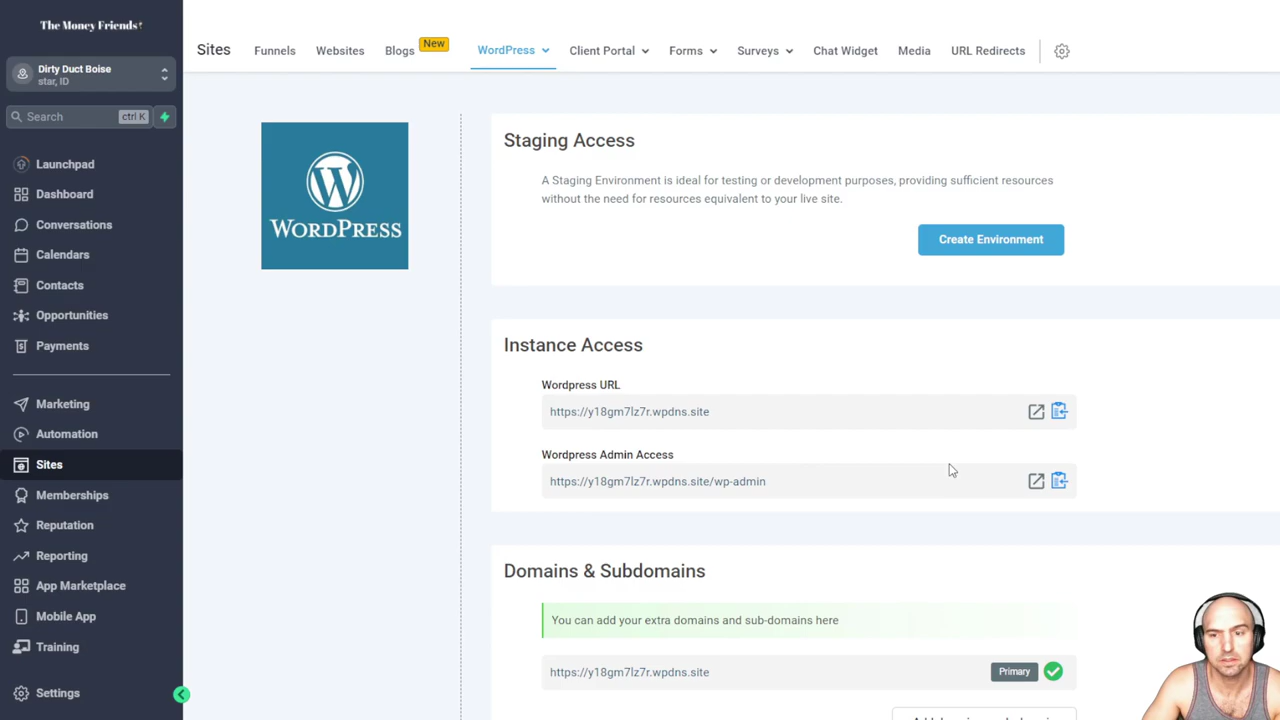 The Money Friends
Dirty Duct Boise
star, ID
Search
ctrl K
Launchpad
Dashboard
Conversations
Calendars
Contacts
Opportunities
Payments
Marketing
Automation
Sites
Memberships
Reputation
Reporting
App Marketplace
Mobile App
Training
Settings
Sites
Funnels
Websites
Blogs
New
WordPress
Client Portal
Forms
Surveys
Chat Widget
Media
URL Redirects
WORDPRESS
Staging Access
A Staging Environment is ideal for testing or development purposes, providing sufficient resources
without the need for resources equivalent to your live site.
Create Environment
Instance Access
Wordpress URL
https://y18gm7lz7r.wpdns.site
Wordpress Admin Access
https://y18gm7lz7r.wpdns.site/wp-admin
Domains & Subdomains
You can add your extra domains and sub-domains here
https://y18gm7lz7r.wpdns.site
Primary